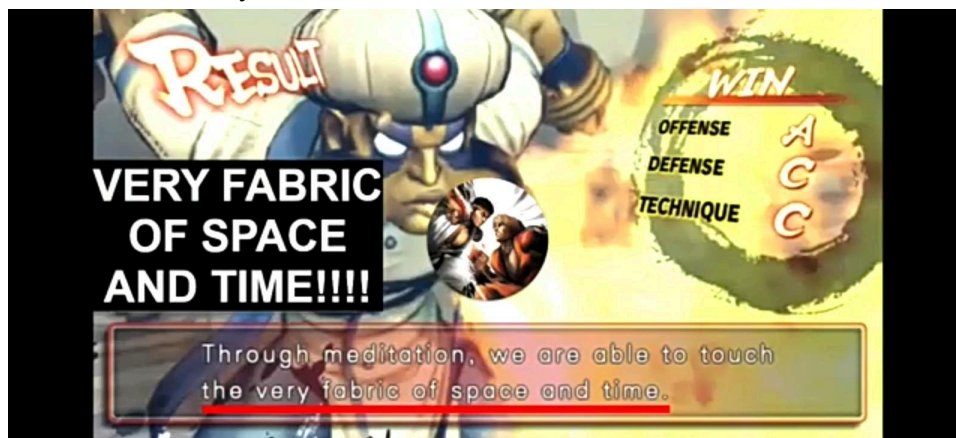 RESULT
WIN
OFFENSE A
DEFENSE C
TECHNIQUE C
VERY FABRIC
OF SPACE
AND TIME!!!!
Through meditation, we are able to touch
the very fabric of space and time.